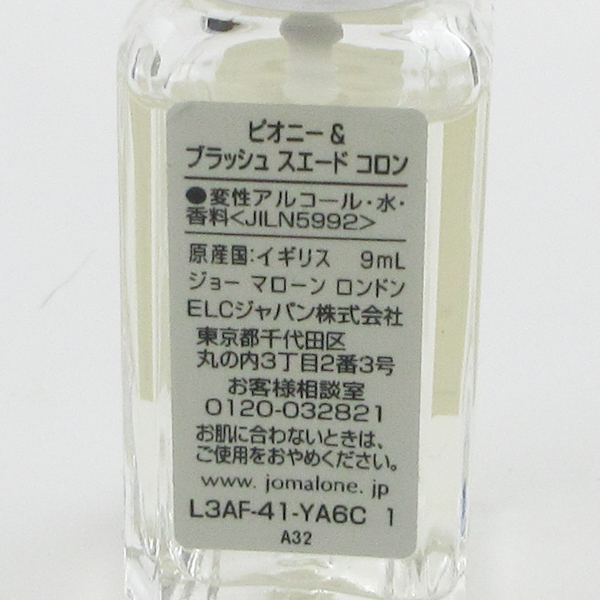 ピオニー &
ブラッシュ スエード コロン
●変性アルコール・水・
香料<JILN5992>
原産国:イギリス 9mL
ジョー マローン ロンドン
ELCジャパン株式会社
東京都千代田区
丸の内3丁目2番3号
お客様相談室
0120-032821
お肌に合わないときは、
ご使用をおやめください。
www. jomalone. jp
L3AF-41-YA6C 1
A32